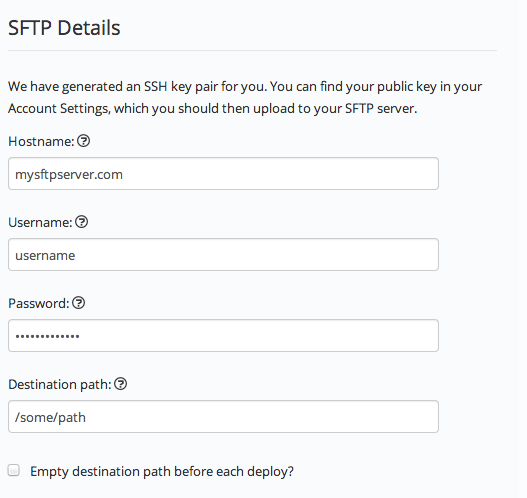 SFTP Details
We have generated an SSH key pair for you. You can find your public key in your
Account Settings, which you should then upload to your SFTP server.
Hostname: ?
mysftpserver.com
Username: ?
username
Password: ?
•••••••••••••
Destination path: ?
/some/path
Empty destination path before each deploy?